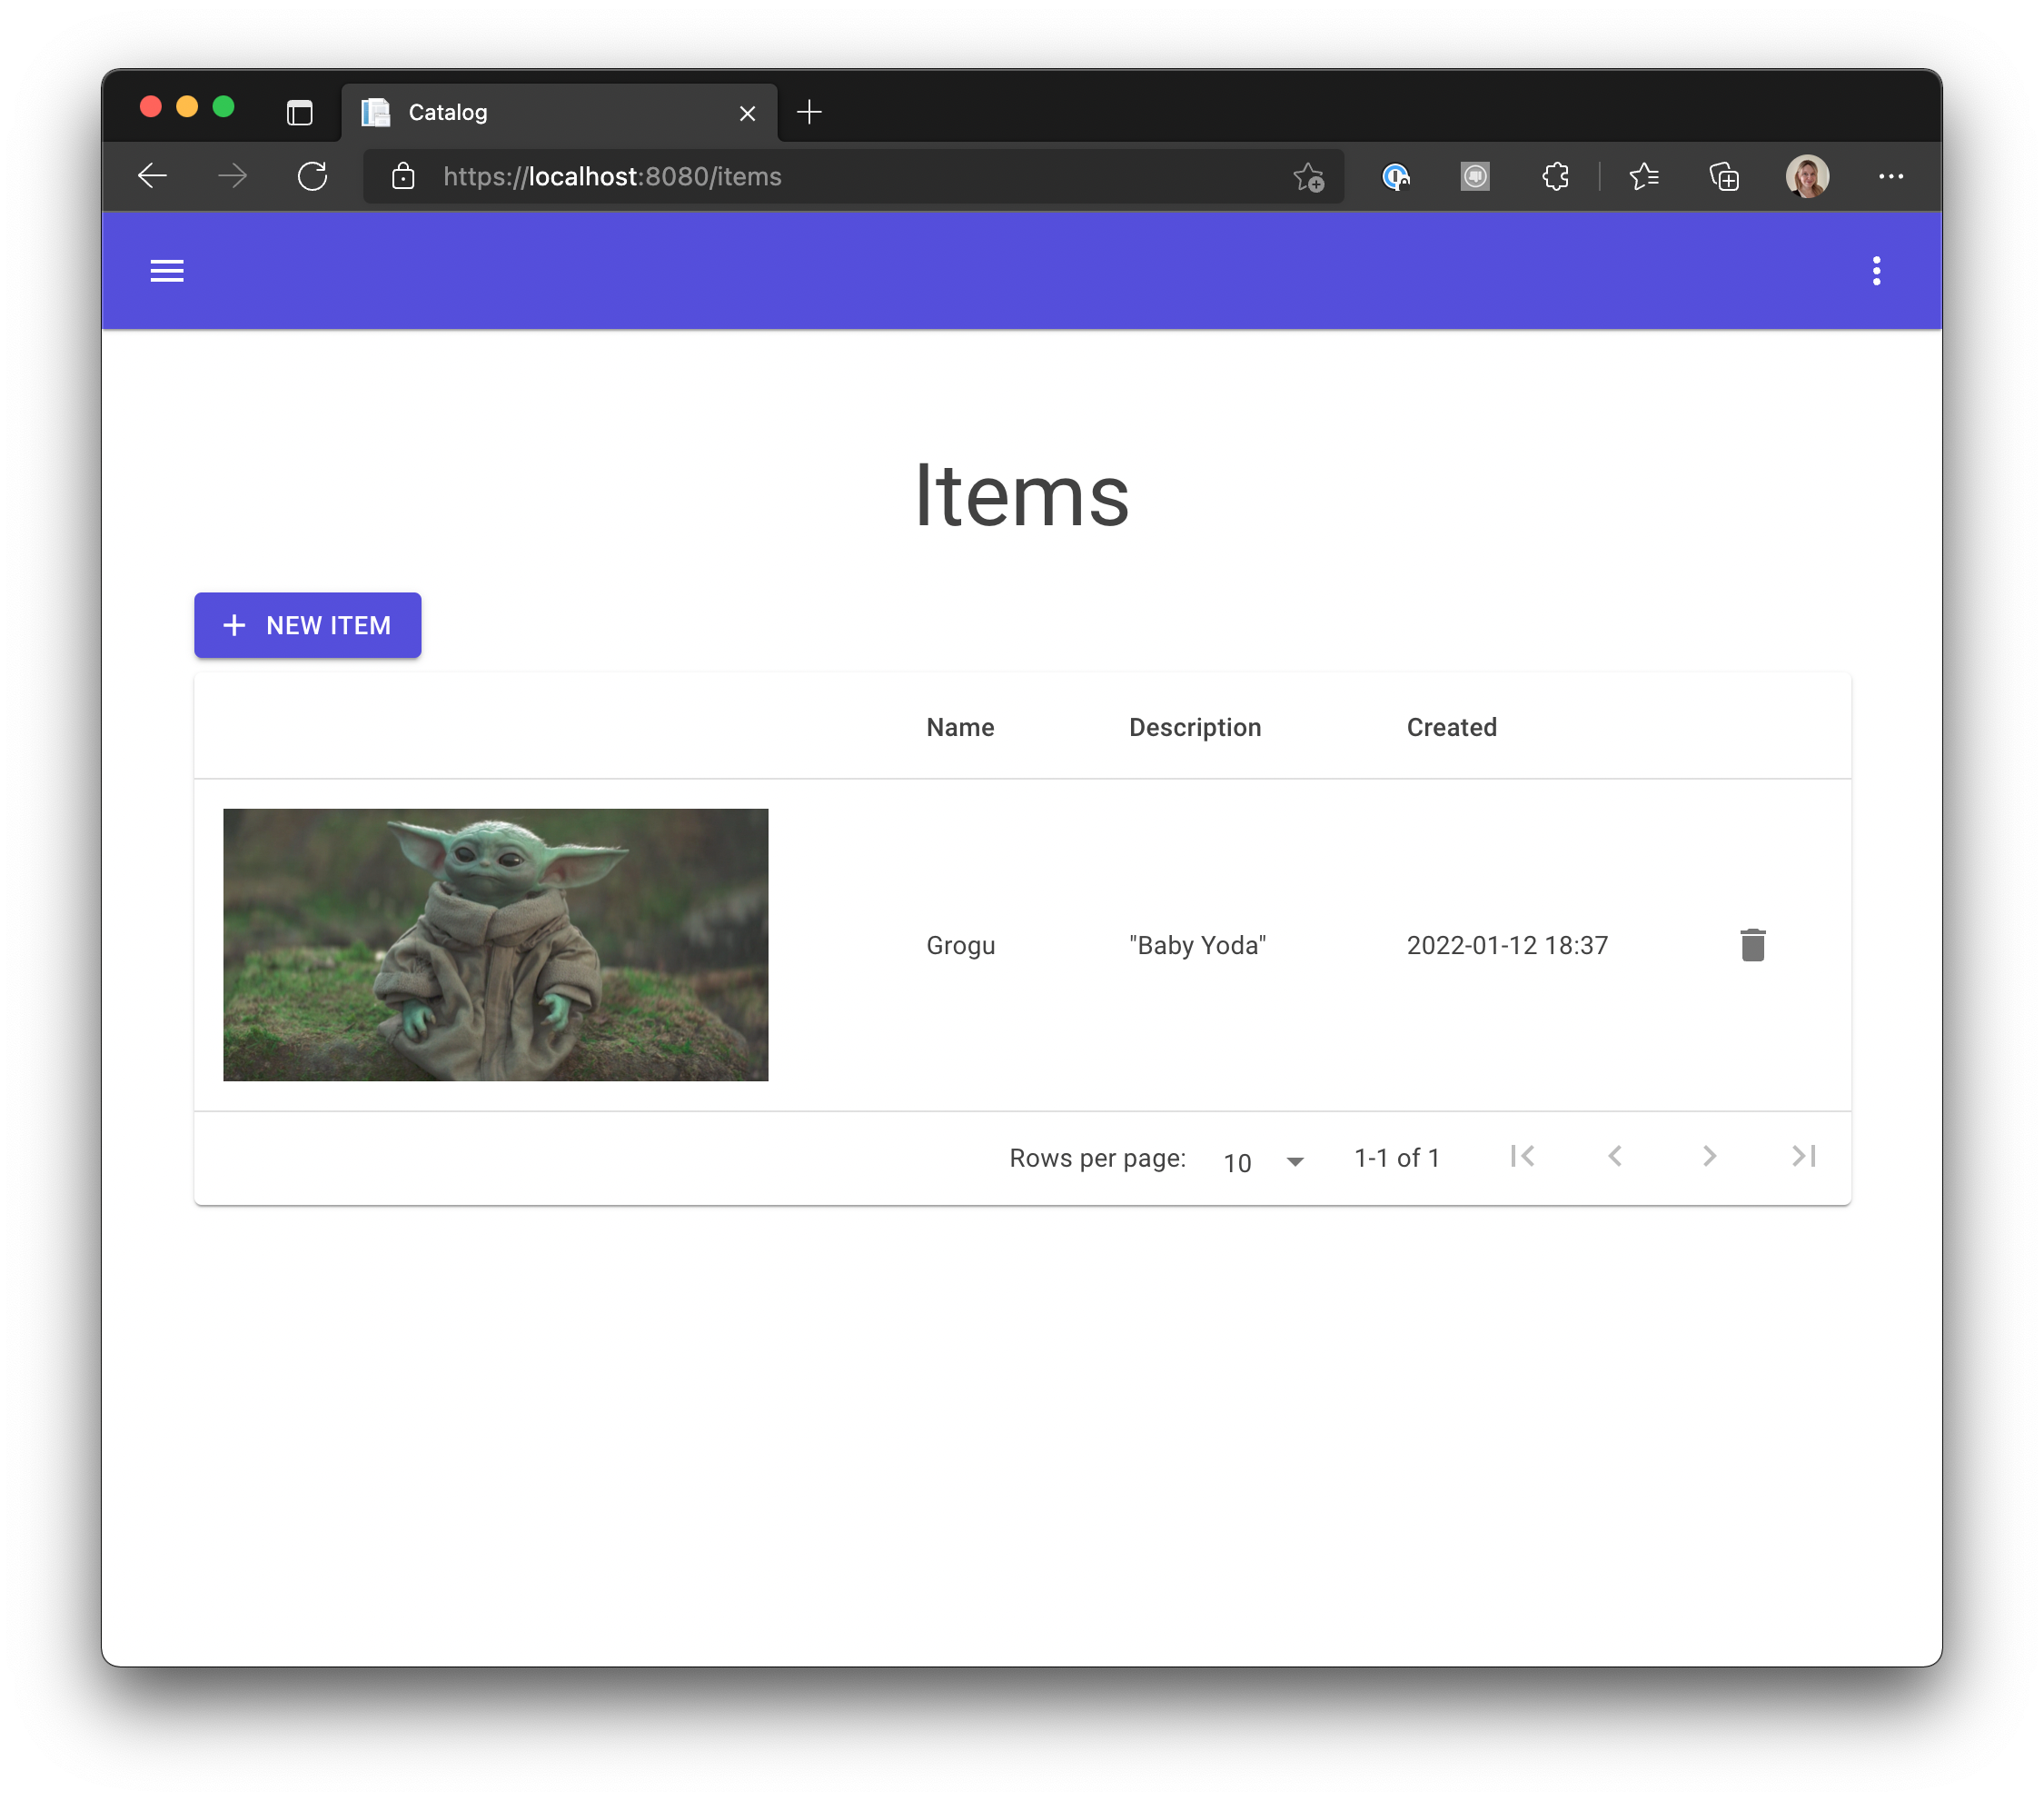 Catalog
https://localhost:8080/items
Items
NEW ITEM
Name Description Created
Grogu "Baby Yoda" 2022-01-12 18:37
Rows per page: 10 1-1 of 1